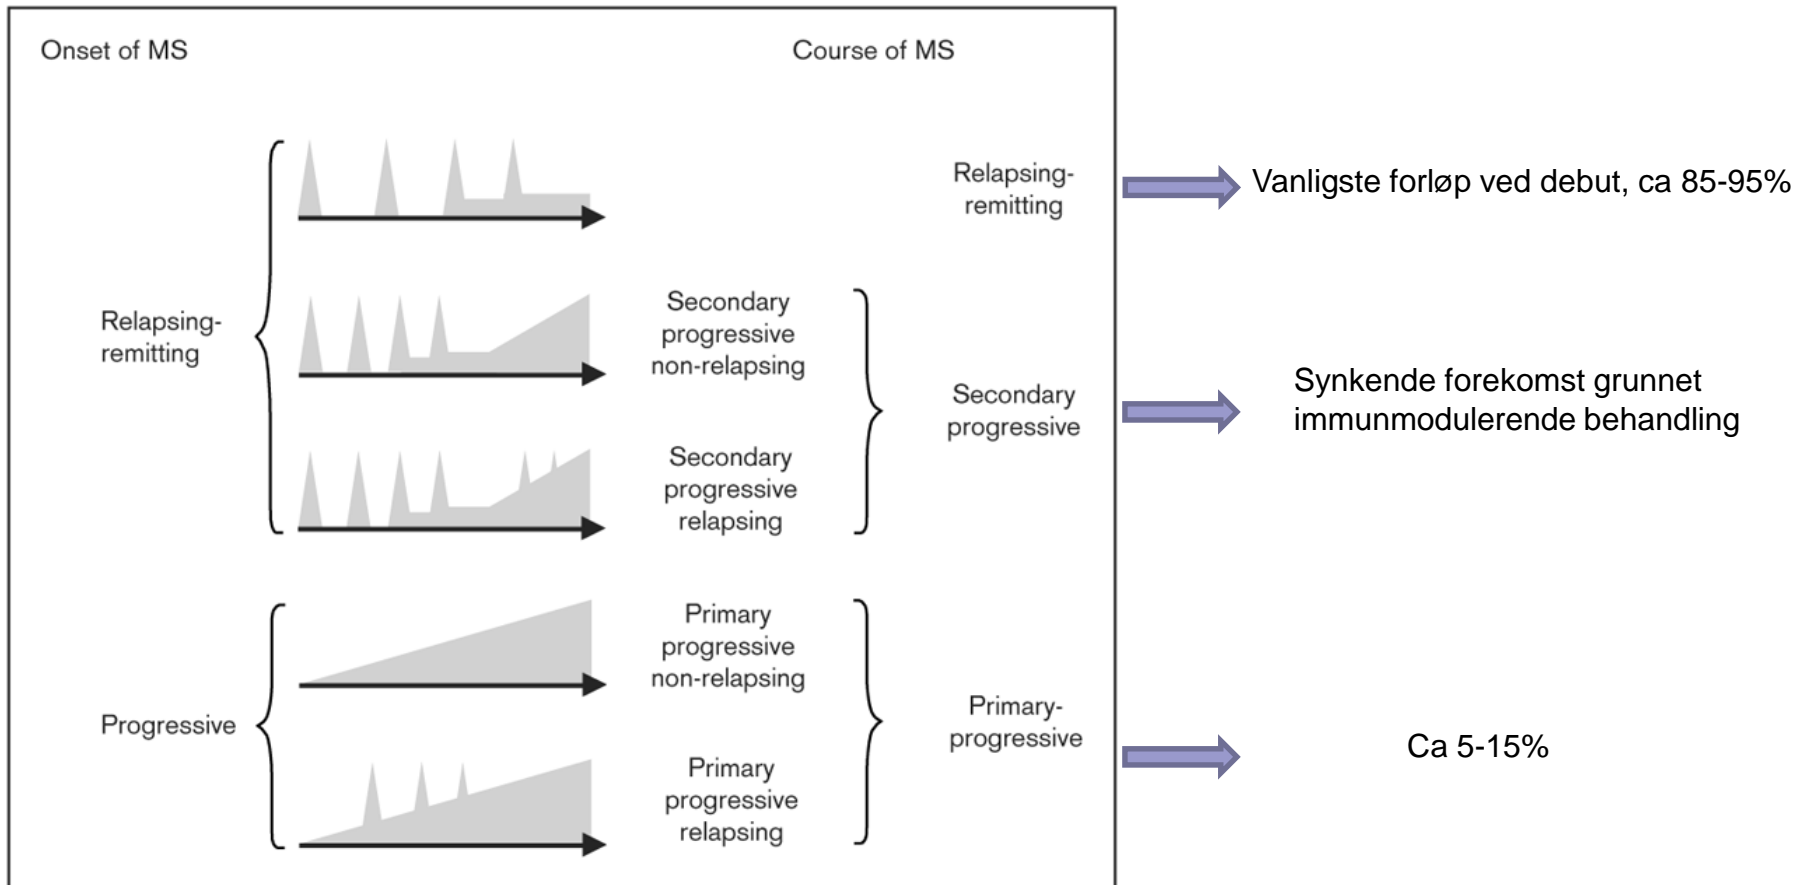 Onset of MS
Course of MS
Relapsing-
remitting
Vanligste forløp ved debut, ca 85-95%
Relapsing-
remitting
Secondary
progressive
non-relapsing
Secondary
progressive
Synkende forekomst grunnet
immunmodulerende behandling
Secondary
progressive
relapsing
Progressive
Primary
progressive
non-relapsing
Primary-
progressive
Ca 5-15%
Primary
progressive
relapsing